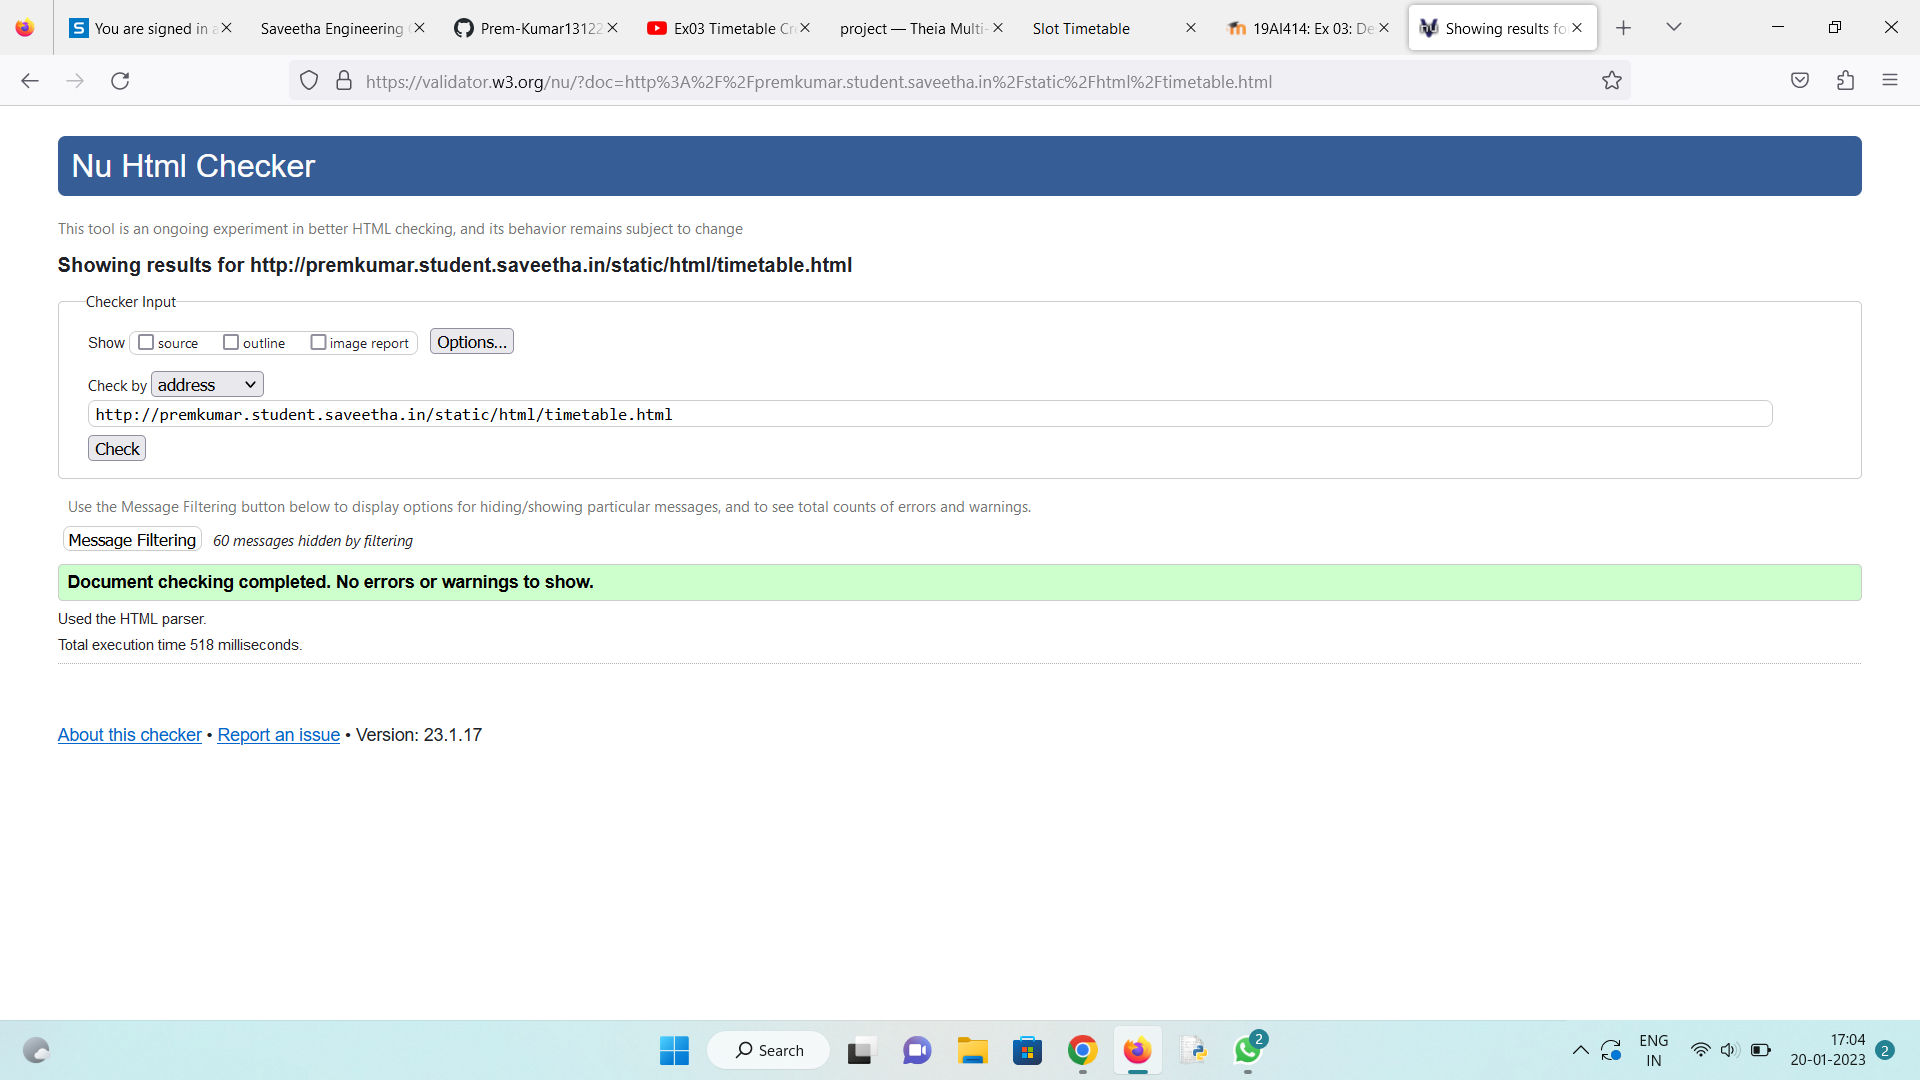 You are signed in a
Saveetha Engineering
Prem-Kumar13122
Ex03 Timetable Cr
project — Theia Multi-
Slot Timetable
19AI414: Ex 03: De
Showing results fo
https://validator.w3.org/nu/?doc=http%3A%2F%2Fpremkumar.student.saveetha.in%2Fstatic%2Fhtml%2Ftimetable.html
Nu Html Checker
This tool is an ongoing experiment in better HTML checking, and its behavior remains subject to change
Showing results for http://premkumar.student.saveetha.in/static/html/timetable.html
Checker Input
Show source outline image report Options...
Check by address
http://premkumar.student.saveetha.in/static/html/timetable.html
Check
Use the Message Filtering button below to display options for hiding/showing particular messages, and to see total counts of errors and warnings.
Message Filtering 60 messages hidden by filtering
Document checking completed. No errors or warnings to show.
Used the HTML parser.
Total execution time 518 milliseconds.
About this checker • Report an issue • Version: 23.1.17
Search
2
ENG
IN
17:04
20-01-2023
2